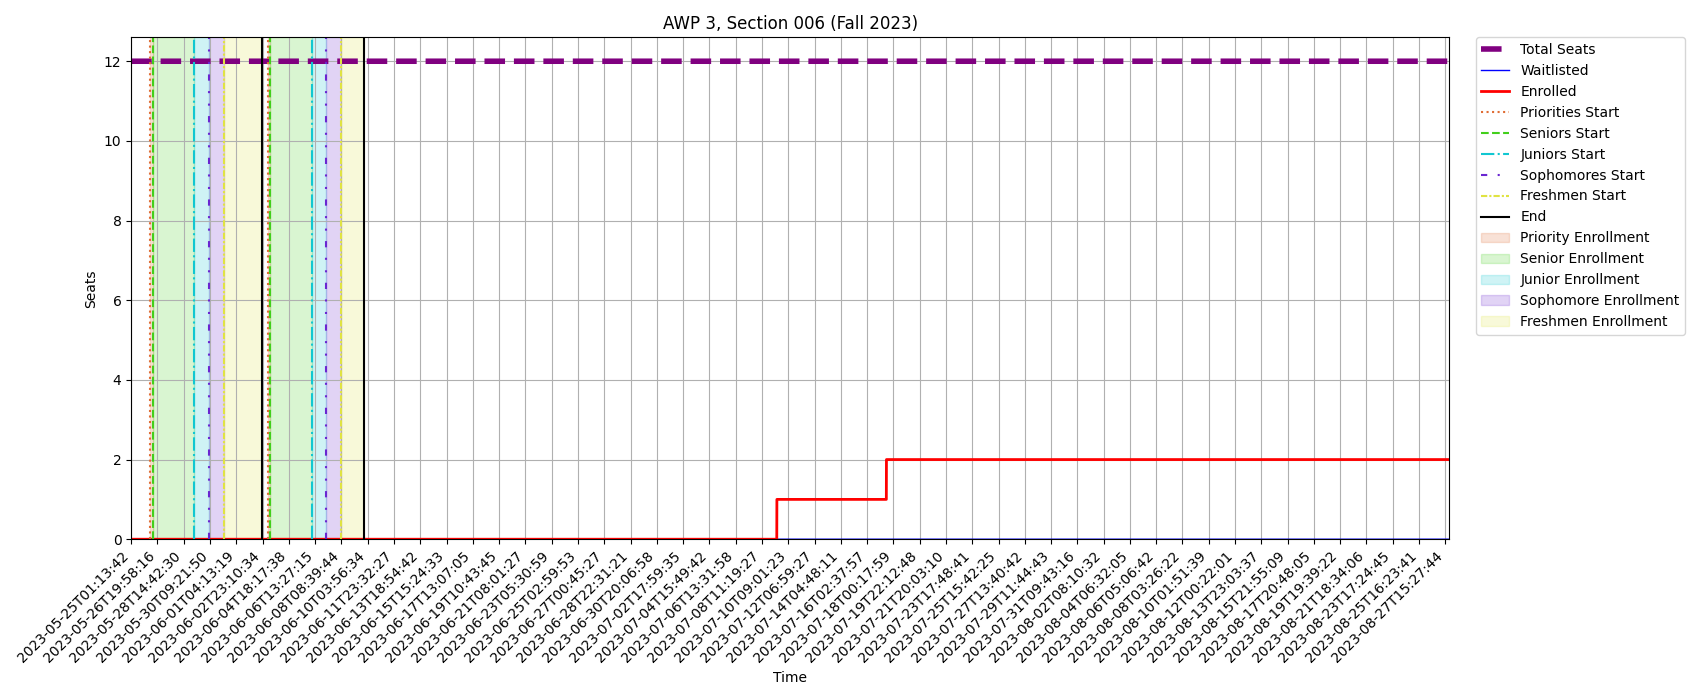 AWP 3, Section 006 (Fall 2023)
Seats
12
10
8
6
4
2
0
Total Seats
Waitlisted
Enrolled
Priorities Start
Seniors Start
Juniors Start
Sophomores Start
Freshmen Start
End
Priority Enrollment
Senior Enrollment
Junior Enrollment
Sophomore Enrollment
Freshmen Enrollment
2023-05-25T01:13:42
2023-05-26T19:58:16
2023-05-28T14:42:30
2023-05-30T09:21:50
2023-06-01T04:13:19
2023-06-02T23:10:34
2023-06-04T18:17:38
2023-06-06T13:27:15
2023-06-08T08:39:44
2023-06-10T03:56:34
2023-06-11T23:32:27
2023-06-13T18:54:42
2023-06-15T15:24:33
2023-06-17T13:07:05
2023-06-19T10:43:45
2023-06-21T08:01:27
2023-06-23T05:30:59
2023-06-25T02:59:53
2023-06-27T00:45:27
2023-06-28T22:31:21
2023-06-30T20:06:58
2023-07-02T17:59:35
2023-07-04T15:49:42
2023-07-06T13:31:58
2023-07-08T11:19:27
2023-07-10T09:01:23
2023-07-12T06:59:27
2023-07-14T04:48:11
2023-07-16T02:37:57
2023-07-18T00:17:59
2023-07-19T22:12:48
2023-07-21T20:03:10
2023-07-23T17:48:41
2023-07-25T15:42:25
2023-07-27T13:40:42
2023-07-29T11:44:43
2023-07-31T09:43:16
2023-08-02T08:10:32
2023-08-04T06:32:05
2023-08-06T05:06:42
2023-08-08T03:26:22
2023-08-10T01:51:39
2023-08-12T00:22:01
2023-08-13T23:03:37
2023-08-15T21:55:09
2023-08-17T20:48:05
2023-08-19T19:39:22
2023-08-21T18:34:06
2023-08-23T17:24:45
2023-08-25T16:23:41
2023-08-27T15:27:44
Time